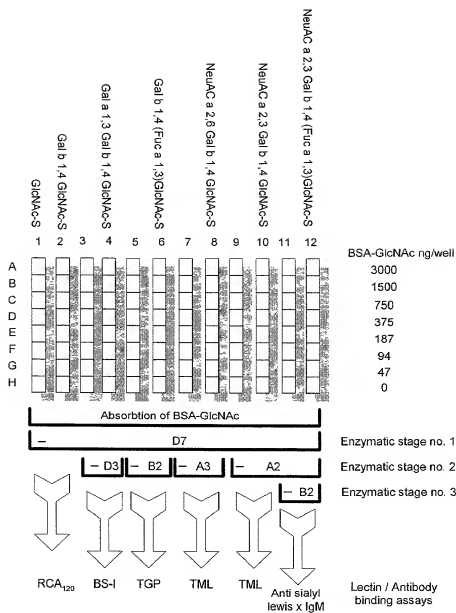 GlcNAc-S
Gal b 1,4 GlcNAc-S
Gal a 1,3 Gal b 1,4 GlcNAc-S
Gal b 1,4 (Fuc a 1,3)GlcNAc-S
NeuAC a 2,6 Gal b 1,4 GlcNAc-S
NeuAC a 2,3 Gal b 1,4 GlcNAc-S
NeuAC a 2,3 Gal b 1,4 (Fuc a 1,3)GlcNAc-S
1 2 3 4 5 6 7 8 9 10 11 12
BSA-GlcNAc ng/well
A 3000
B 1500
C 750
D 375
E 187
F 94
G 47
H 0
Absorbtion of BSA-GlcNAc
– D7 Enzymatic stage no. 1
– D3 – B2 – A3 – A2 Enzymatic stage no. 2
– B2 Enzymatic stage no. 3
RCA120 BS-I TGP TML TML Anti sialyl lewis x IgM
Lectin / Antibody
binding assays